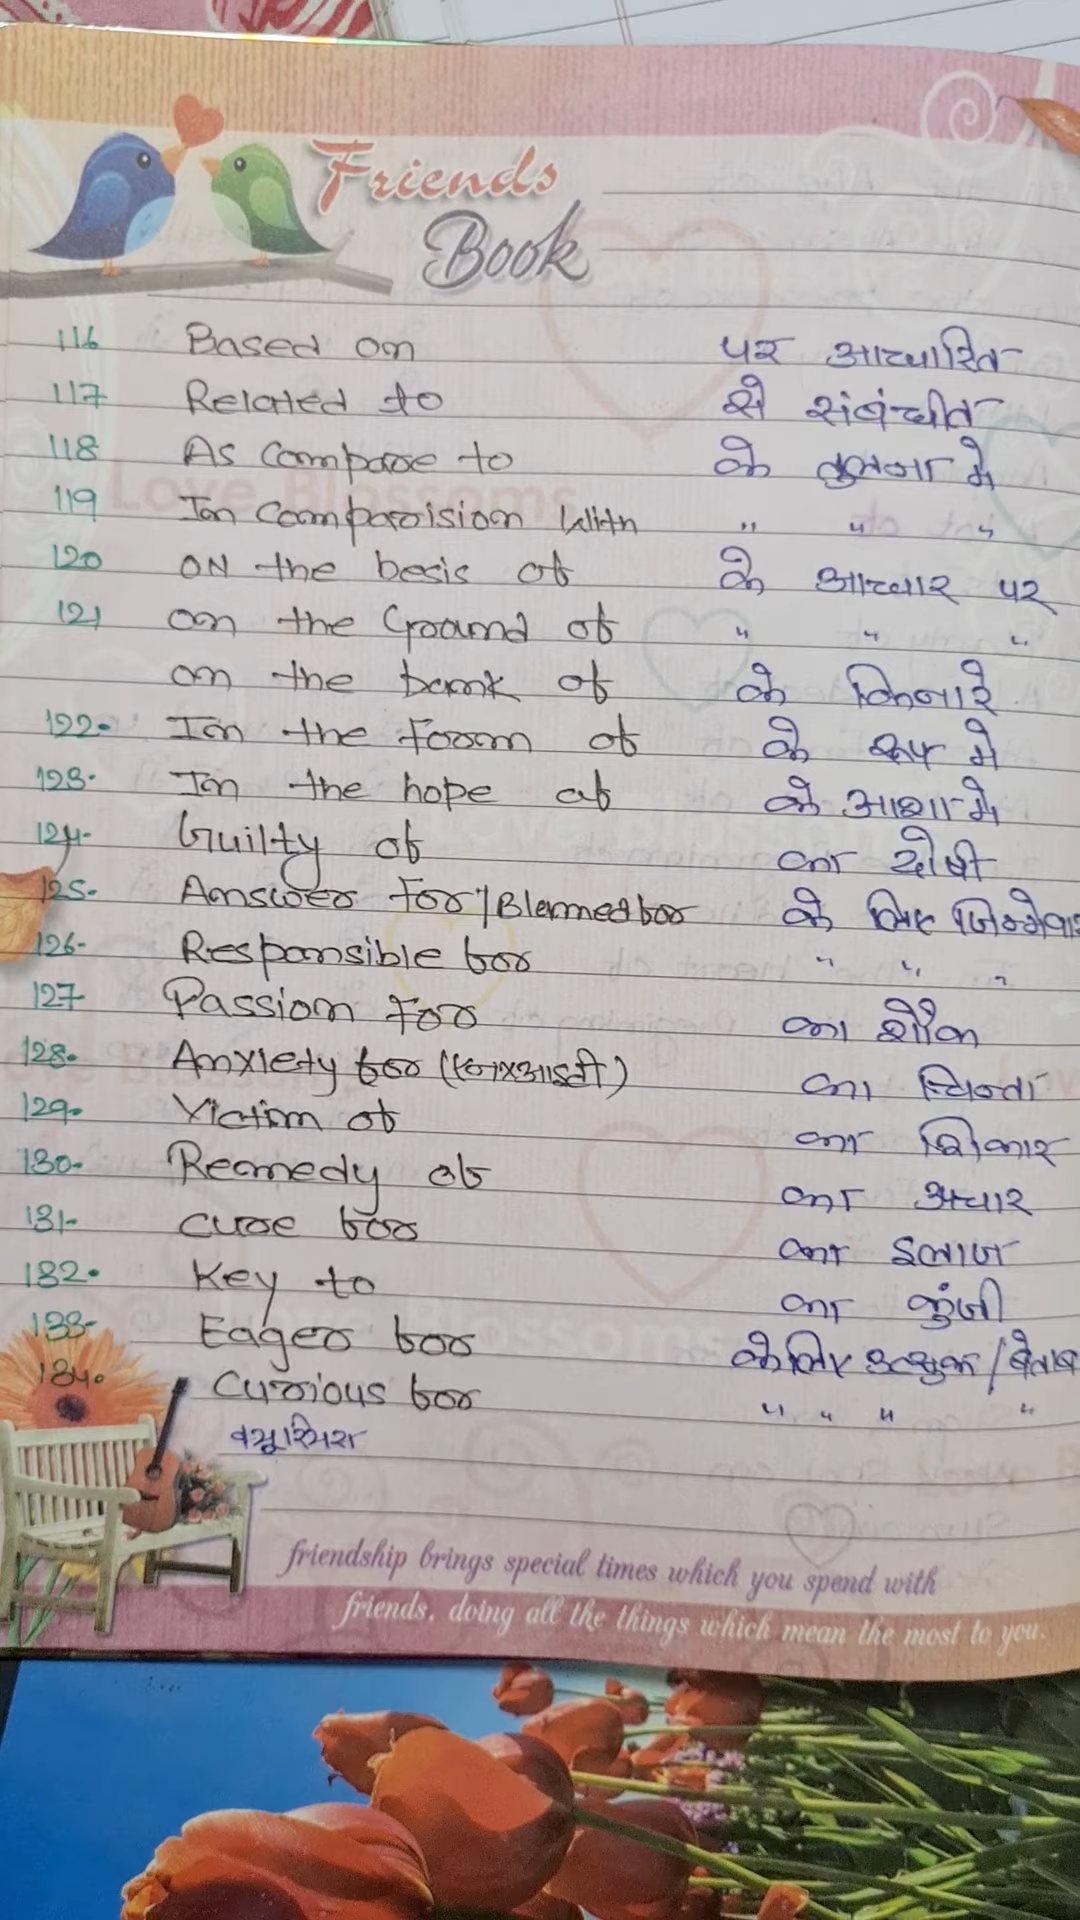 Friends
Book
116 Based on पर आधारित
117 Related to से संबंधीत
118 As Compare to के तुलना मे
119 In Comparision With " " "
120 ON the besis of के आधार पर
121 on the Ground of " " "
on the bank of के किनारे
122. In the Form of के रूप मे
123. In the hope of के आशा मे
124- Guilty of का दोषी
125- Answer For/Blamed for के लिए जिम्मेवार
126- Responsible for " " "
127 Passion For का शौक
128. Anxiety for का चिन्ता
129. Victim of का शिकार
130. Remedy of का
131- Cure for का इलाज
132. Key to का कुंजी
133- Eager for के लिए उत्सुक/बेताब
134. Curious for " " " "
क्यूरियश
friendship brings special times which you spend with
friends, doing all the things which mean the most to you.